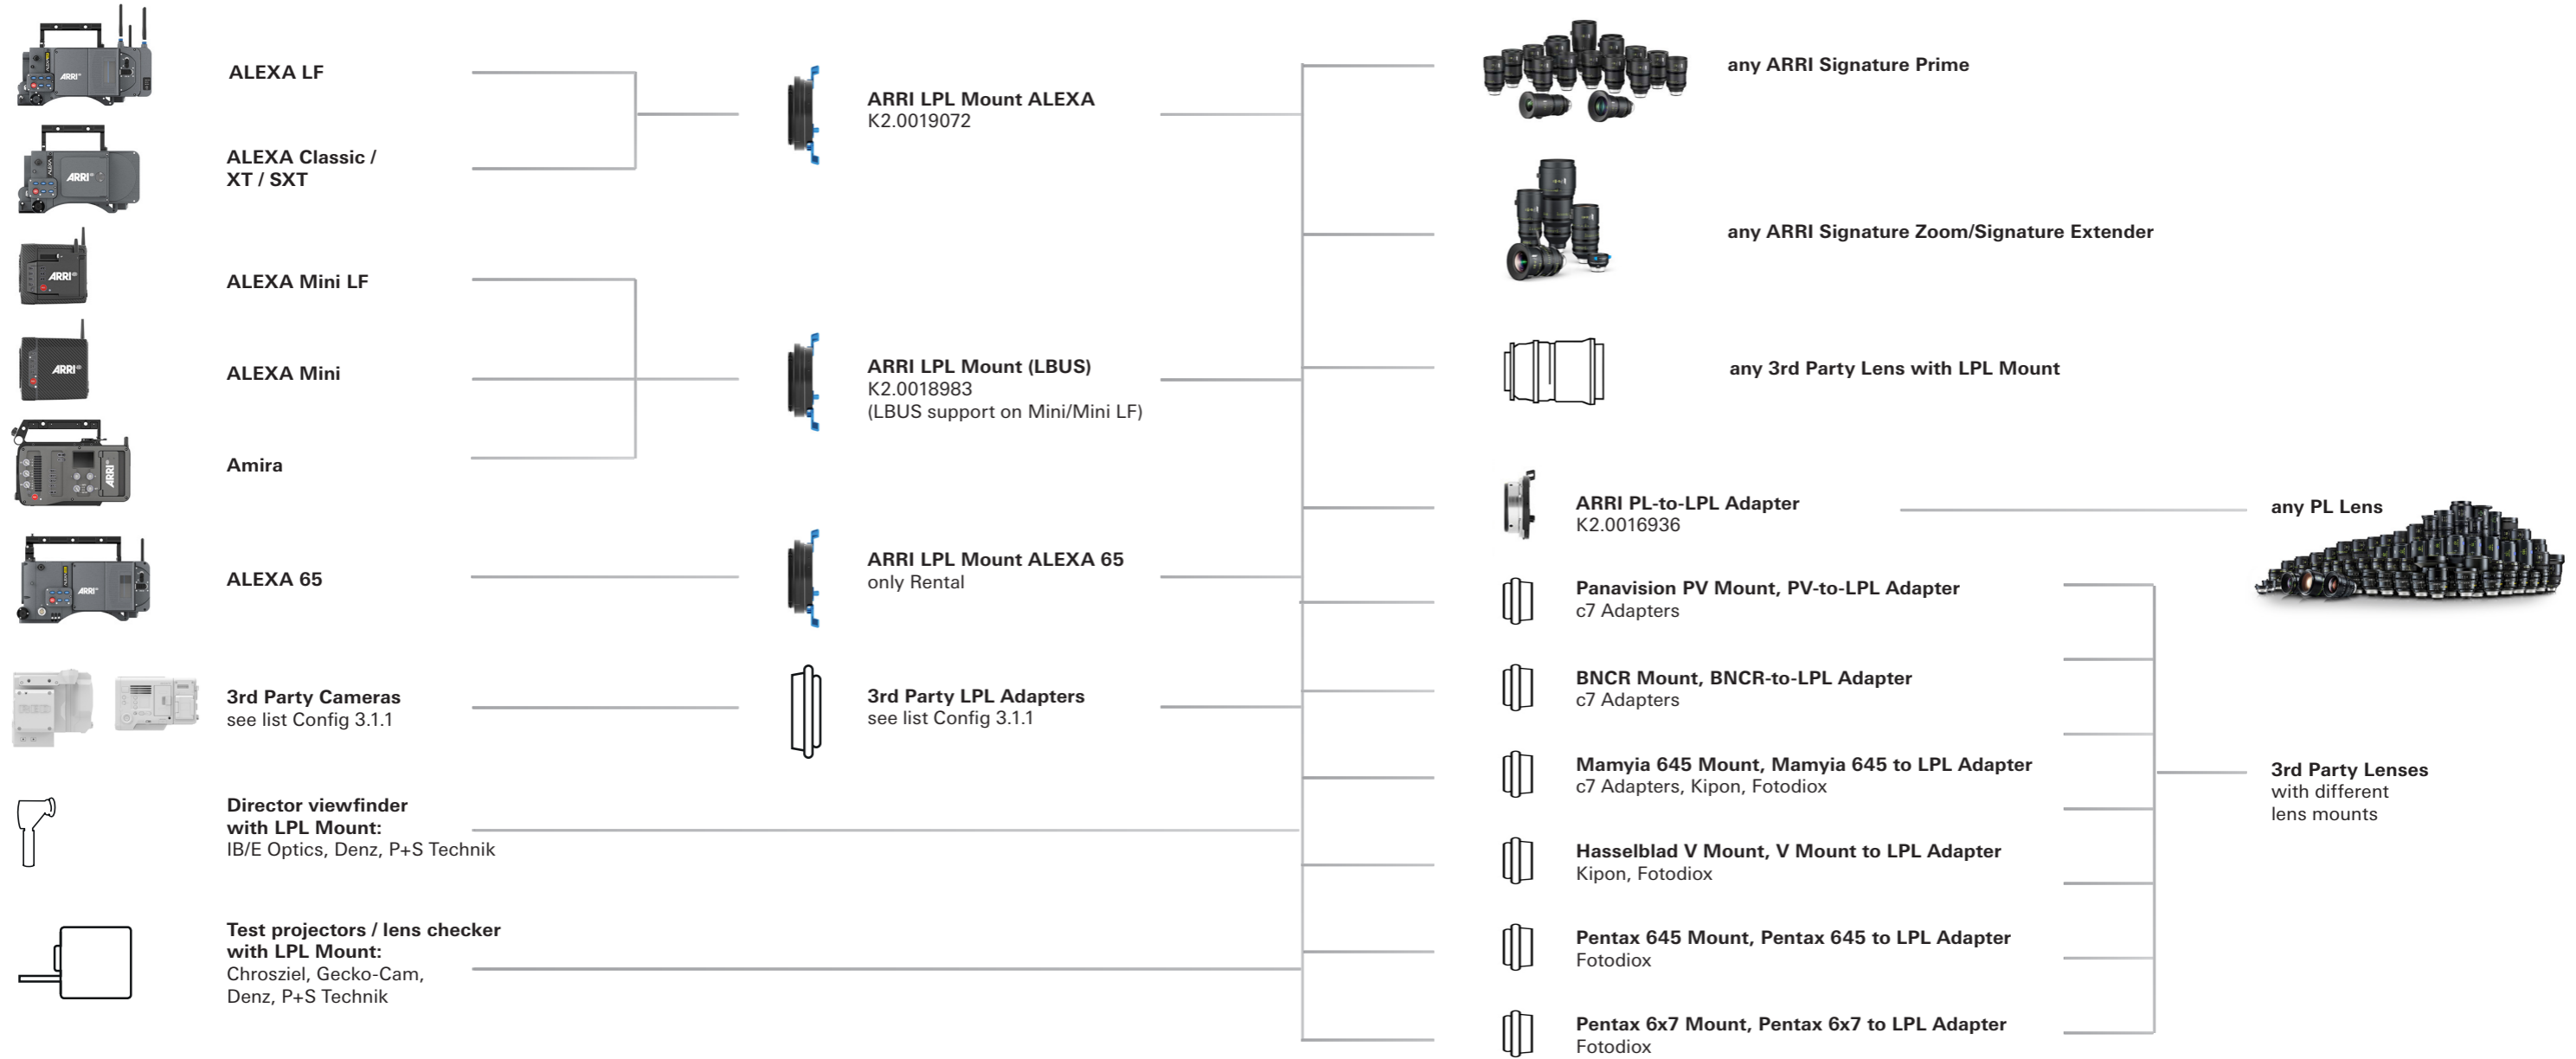 ALEXA LF
ALEXA Classic /
XT / SXT
ALEXA Mini LF
ALEXA Mini
Amira
ALEXA 65
3rd Party Cameras
see list Config 3.1.1
Director viewfinder
with LPL Mount:
IB/E Optics, Denz, P+S Technik
Test projectors / lens checker
with LPL Mount:
Chrosziel, Gecko-Cam,
Denz, P+S Technik
ARRI
ARRI
ARRI
ARRI
ARRI
ARRI
ARRI LPL Mount ALEXA
K2.0019072
ARRI LPL Mount (LBUS)
K2.0018983
(LBUS support on Mini/Mini LF)
ARRI LPL Mount ALEXA 65
only Rental
3rd Party LPL Adapters
see list Config 3.1.1
any ARRI Signature Prime
any ARRI Signature Zoom/Signature Extender
any 3rd Party Lens with LPL Mount
ARRI PL-to-LPL Adapter
K2.0016936
Panavision PV Mount, PV-to-LPL Adapter
c7 Adapters
BNCR Mount, BNCR-to-LPL Adapter
c7 Adapters
Mamyia 645 Mount, Mamyia 645 to LPL Adapter
c7 Adapters, Kipon, Fotodiox
Hasselblad V Mount, V Mount to LPL Adapter
Kipon, Fotodiox
Pentax 645 Mount, Pentax 645 to LPL Adapter
Fotodiox
Pentax 6x7 Mount, Pentax 6x7 to LPL Adapter
Fotodiox
any PL Lens
3rd Party Lenses
with different
lens mounts